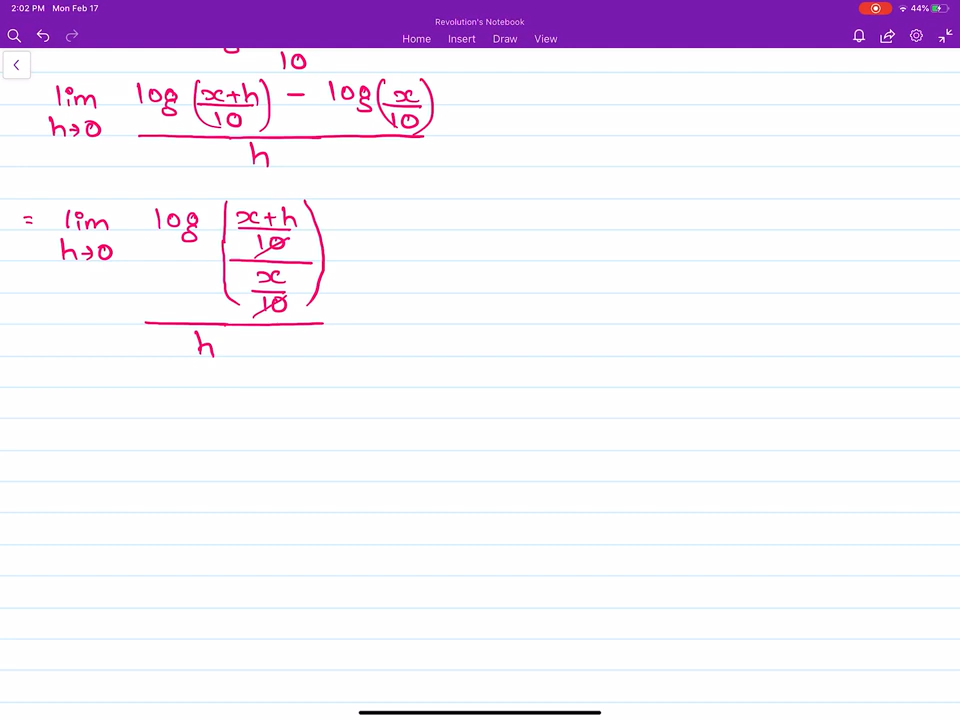 2:02 PM Mon Feb 17
44%
Revolution's Notebook
Home Insert Draw View
10
lim h→0 log((x+h)/10) − log(x/10)
h
= lim h→0 log(((x+h)/10)/(x/10))
h